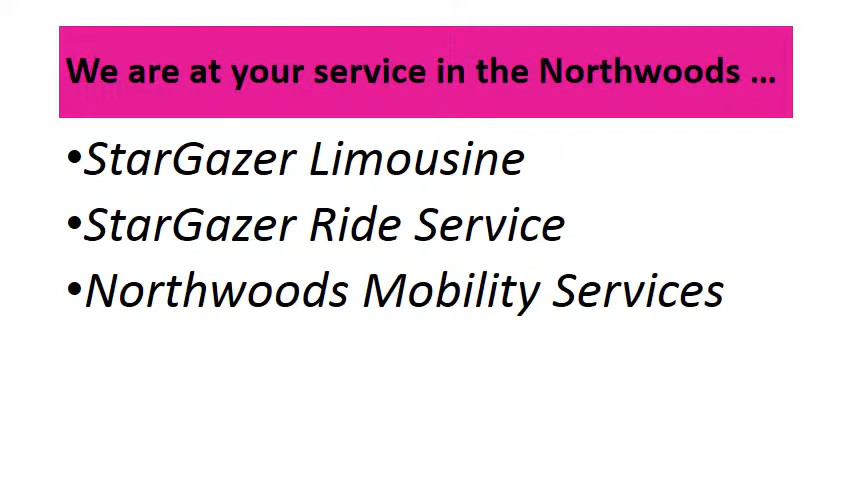 We are at your service in the Northwoods …
•StarGazer Limousine
•StarGazer Ride Service
•Northwoods Mobility Services